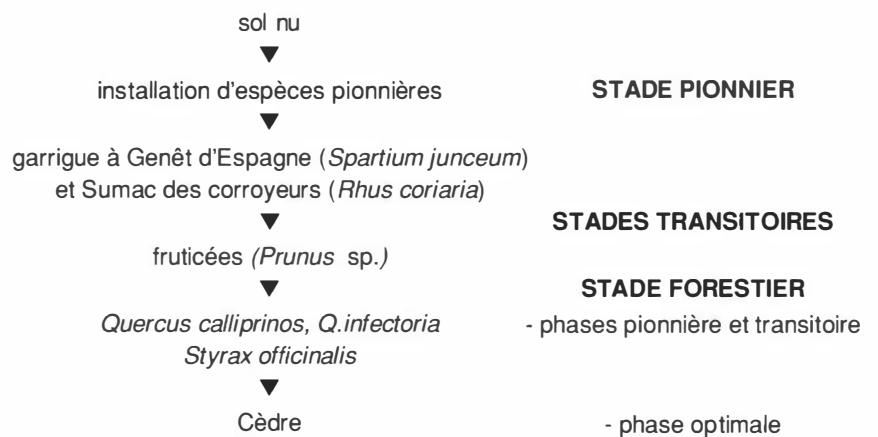 sol nu
▼
installation d'espèces pionnières STADE PIONNIER
▼
garrigue à Genêt d'Espagne (Spartium junceum)
et Sumac des corroyeurs (Rhus coriaria)
▼ STADES TRANSITOIRES
fruticées (Prunus sp.)
▼ STADE FORESTIER
Quercus calliprinos, Q.infectoria - phases pionnière et transitoire
Styrax officinalis
▼
Cèdre - phase optimale